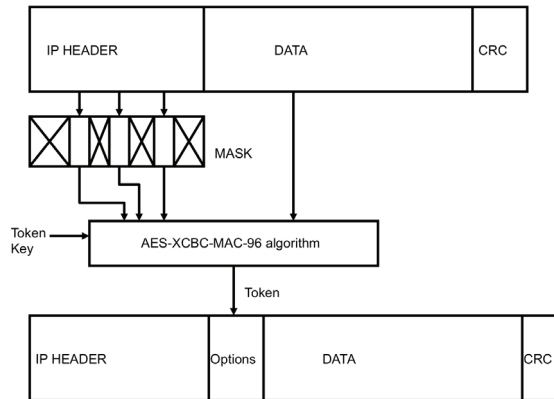 IP HEADER DATA CRC
MASK
Token
Key
AES-XCBC-MAC-96 algorithm
Token
IP HEADER Options DATA CRC